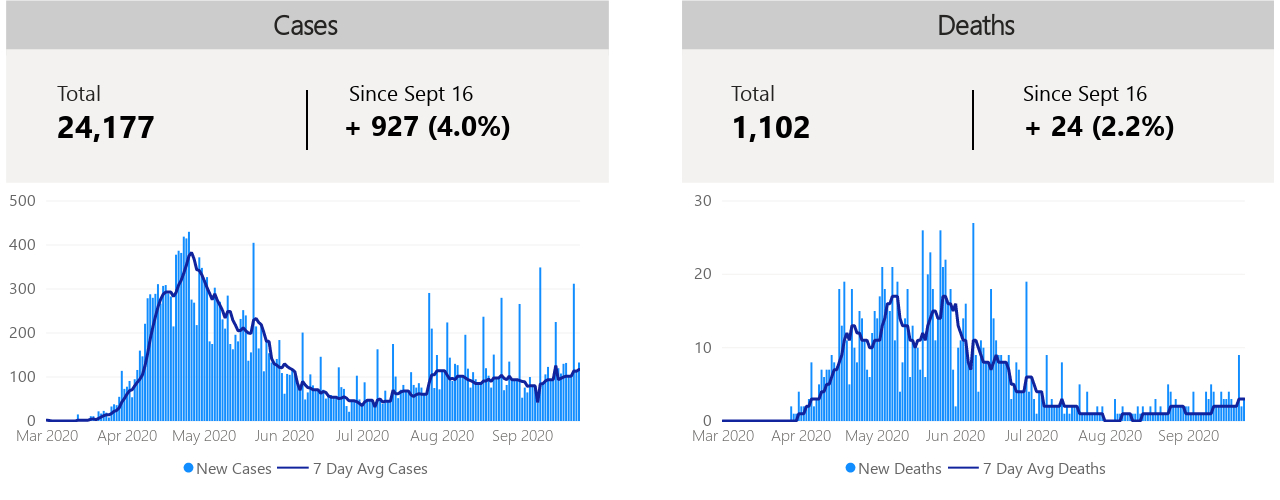 Cases
Total
24,177
Since Sept 16
+ 927 (4.0%)
500
400
300
200
100
0
Mar 2020 Apr 2020 May 2020 Jun 2020 Jul 2020 Aug 2020 Sep 2020
New Cases 7 Day Avg Cases
Deaths
Total
1,102
Since Sept 16
+ 24 (2.2%)
30
20
10
0
Mar 2020 Apr 2020 May 2020 Jun 2020 Jul 2020 Aug 2020 Sep 2020
New Deaths 7 Day Avg Deaths